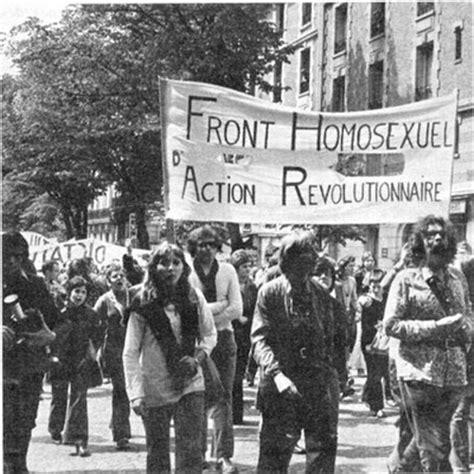 FRONT HOMOSEXUEL
D'
ACTION REVOLUTIONNAIRE